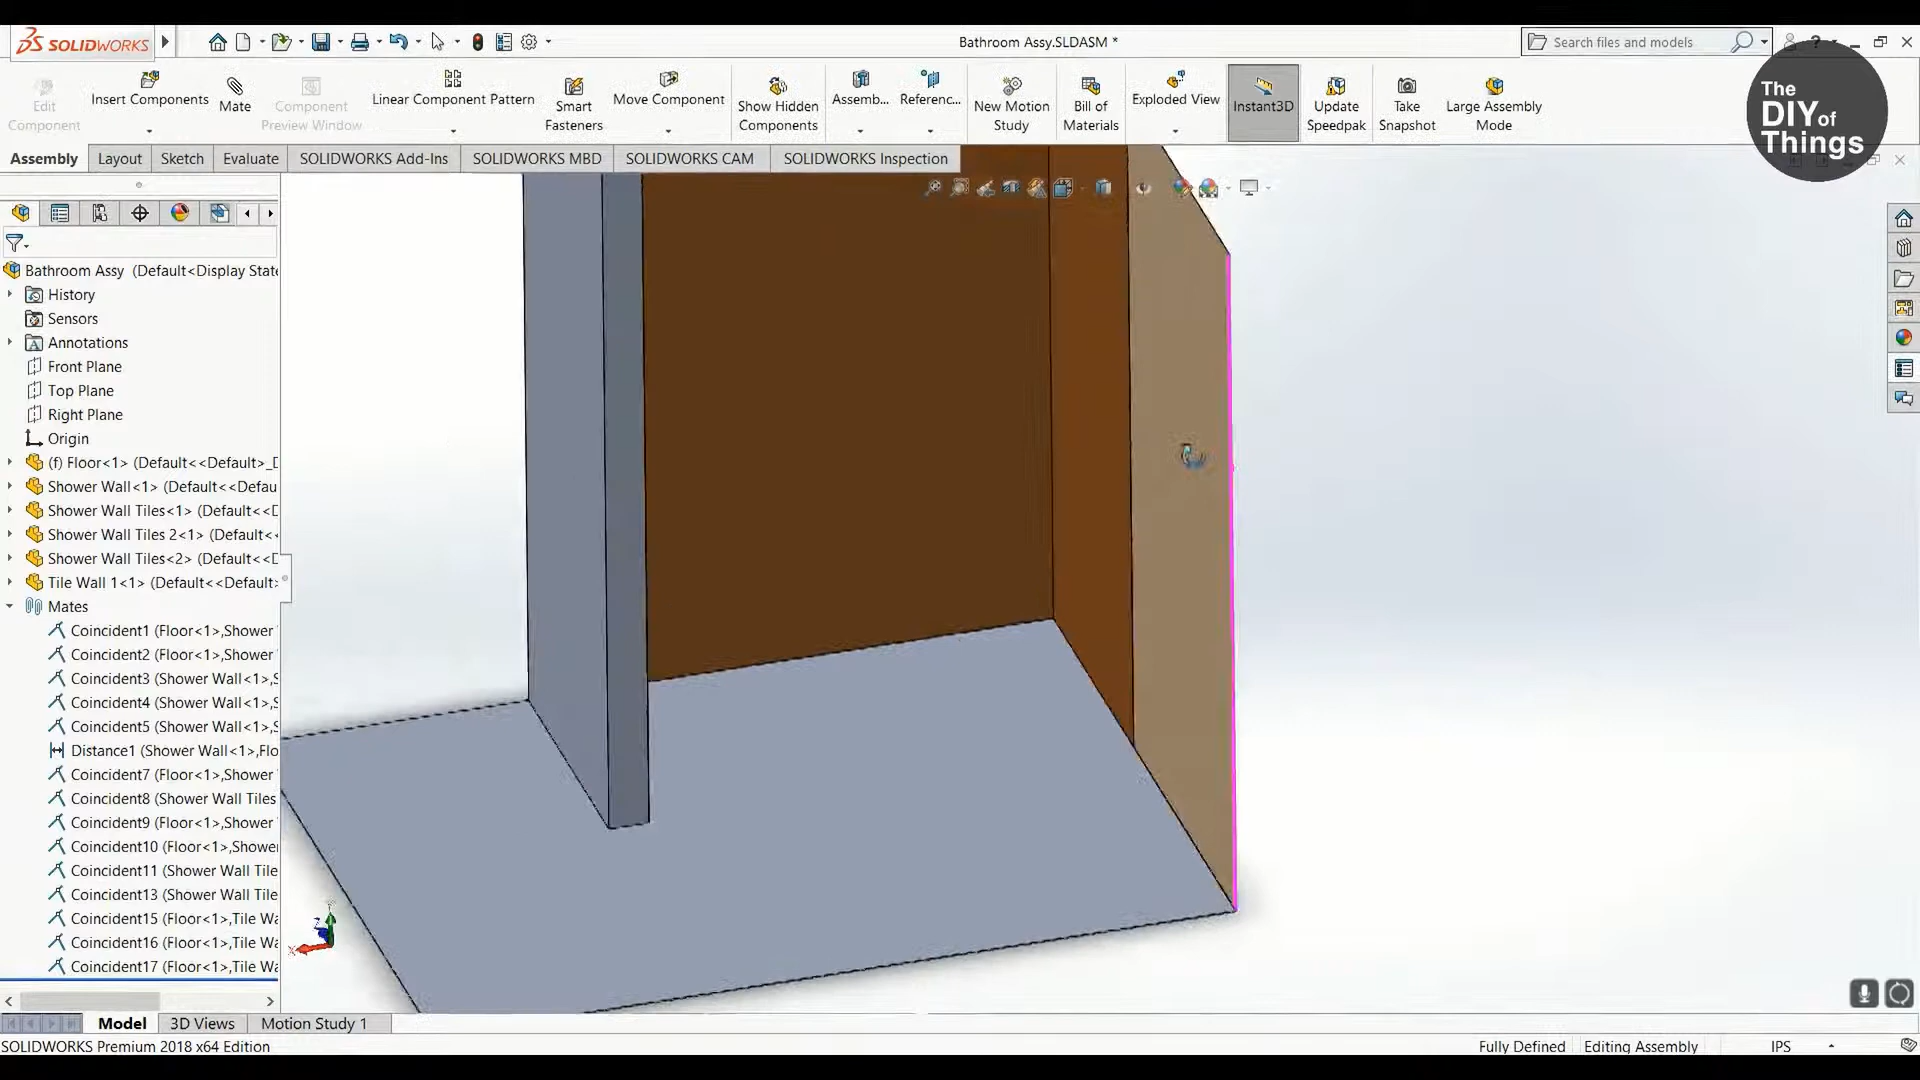 SOLIDWORKS
Bathroom Assy.SLDASM *
Search files and models
?
The
DIY of
Things
Edit
Component
Insert Components
Mate
Component
Preview Window
Linear Component Pattern
Smart
Fasteners
Move Component
Show Hidden
Components
Assemb...
Referenc...
New Motion
Study
Bill of
Materials
Exploded View
Instant3D
Update
Speedpak
Take
Snapshot
Large Assembly
Mode
Assembly
Layout
Sketch
Evaluate
SOLIDWORKS Add-Ins
SOLIDWORKS MBD
SOLIDWORKS CAM
SOLIDWORKS Inspection
Bathroom Assy (Default<Display State
History
Sensors
Annotations
Front Plane
Top Plane
Right Plane
Origin
(f) Floor<1> (Default<<Default>_D
Shower Wall<1> (Default<<Defau
Shower Wall Tiles<1> (Default<<D
Shower Wall Tiles 2<1> (Default<<
Shower Wall Tiles<2> (Default<<D
Tile Wall 1<1> (Default<<Default>
Mates
Coincident1 (Floor<1>,Shower
Coincident2 (Floor<1>,Shower
Coincident3 (Shower Wall<1>,S
Coincident4 (Shower Wall<1>,S
Coincident5 (Shower Wall<1>,S
Distance1 (Shower Wall<1>,Flo
Coincident7 (Floor<1>,Shower
Coincident8 (Shower Wall Tiles
Coincident9 (Floor<1>,Shower
Coincident10 (Floor<1>,Shower
Coincident11 (Shower Wall Tile
Coincident13 (Shower Wall Tile
Coincident15 (Floor<1>,Tile Wa
Coincident16 (Floor<1>,Tile Wa
Coincident17 (Floor<1>,Tile Wa
Model
3D Views
Motion Study 1
SOLIDWORKS Premium 2018 x64 Edition
Fully Defined
Editing Assembly
IPS